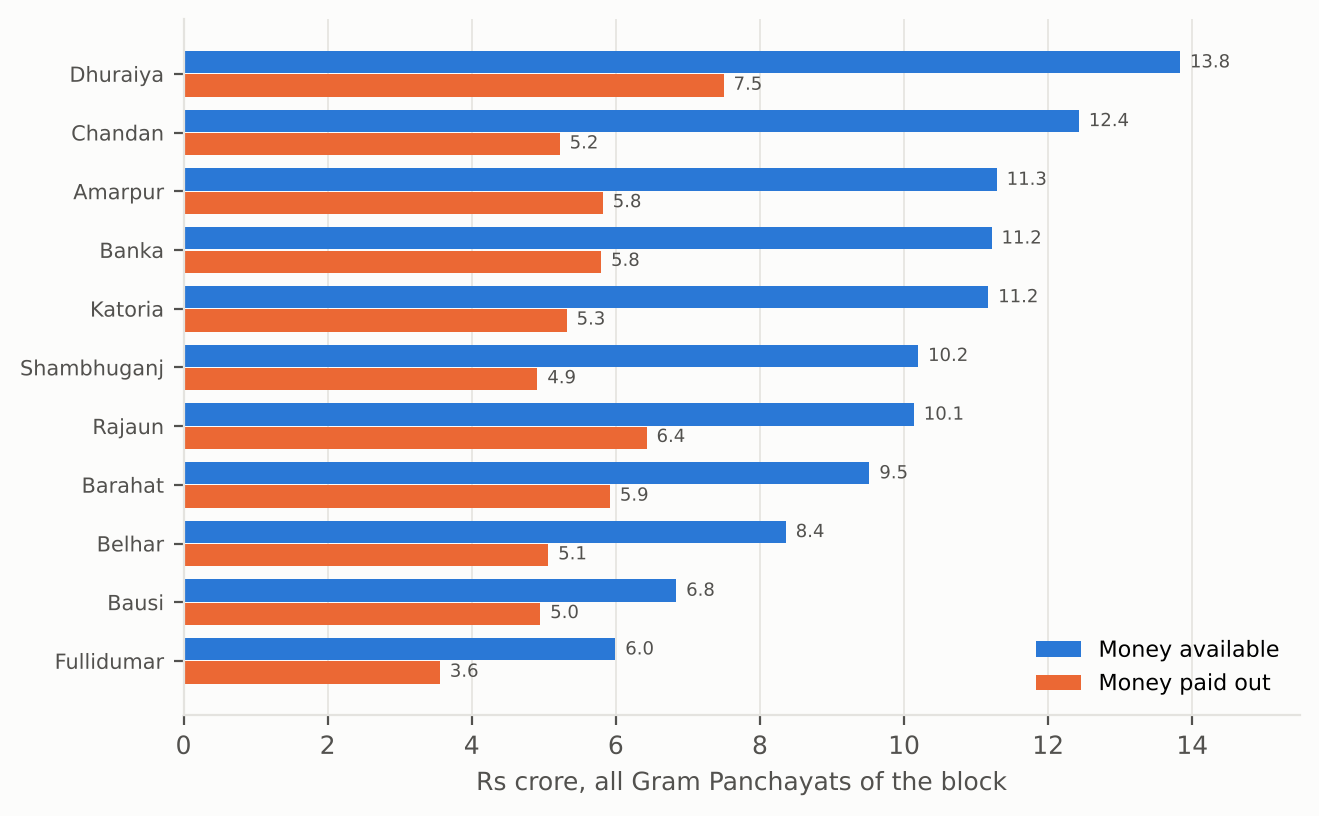 Dhuraiya
13.8
7.5
Chandan
12.4
5.2
Amarpur
11.3
5.8
Banka
11.2
5.8
Katoria
11.2
5.3
Shambhuganj
10.2
4.9
Rajaun
10.1
6.4
Barahat
9.5
5.9
Belhar
8.4
5.1
Bausi
6.8
5.0
Fullidumar
6.0
3.6
Money available
Money paid out
0 2 4 6 8 10 12 14
Rs crore, all Gram Panchayats of the block